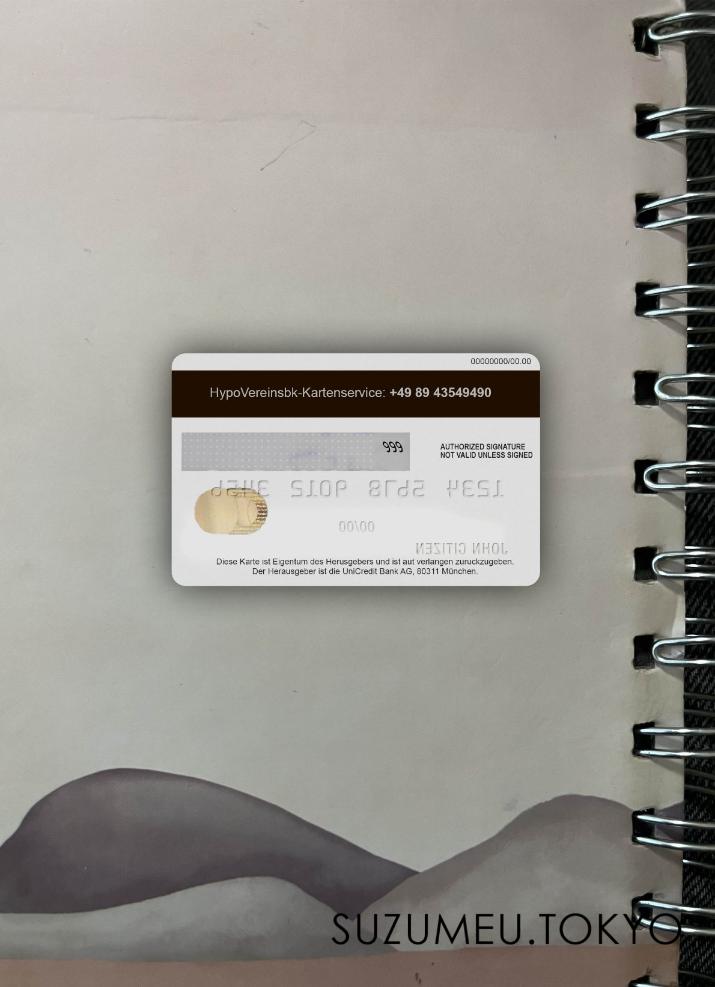 00000000/00.00
HypoVereinsbk-Kartenservice: +49 89 43549490
999
AUTHORIZED SIGNATURE
NOT VALID UNLESS SIGNED
1234 5678 9012 3456
00/00
JOHN CITIZEN
Diese Karte ist Eigentum des Herusgebers und ist aut verlangen zuruckzugeben.
Der Herausgeber ist die UniCredit Bank AG, 80311 München.
SUZUMEU.TOKYO